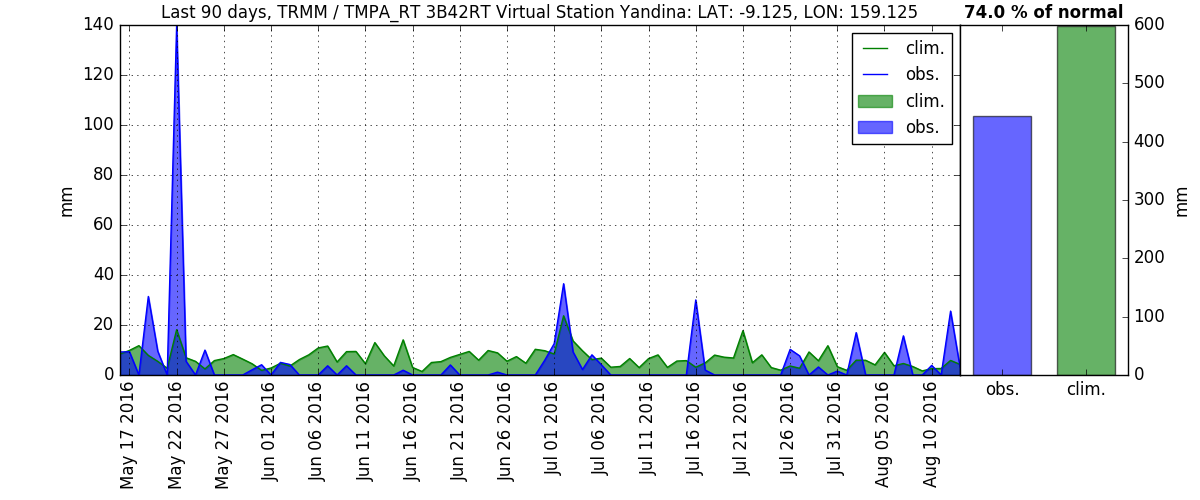 Last 90 days, TRMM / TMPA_RT 3B42RT Virtual Station Yandina: LAT: -9.125, LON: 159.125
74.0 % of normal
140
120
100
80
60
40
20
0
mm
clim.
obs.
clim.
obs.
May 17 2016
May 22 2016
May 27 2016
Jun 01 2016
Jun 06 2016
Jun 11 2016
Jun 16 2016
Jun 21 2016
Jun 26 2016
Jul 01 2016
Jul 06 2016
Jul 11 2016
Jul 16 2016
Jul 21 2016
Jul 26 2016
Jul 31 2016
Aug 05 2016
Aug 10 2016
obs.
clim.
600
500
400
300
200
100
0
mm